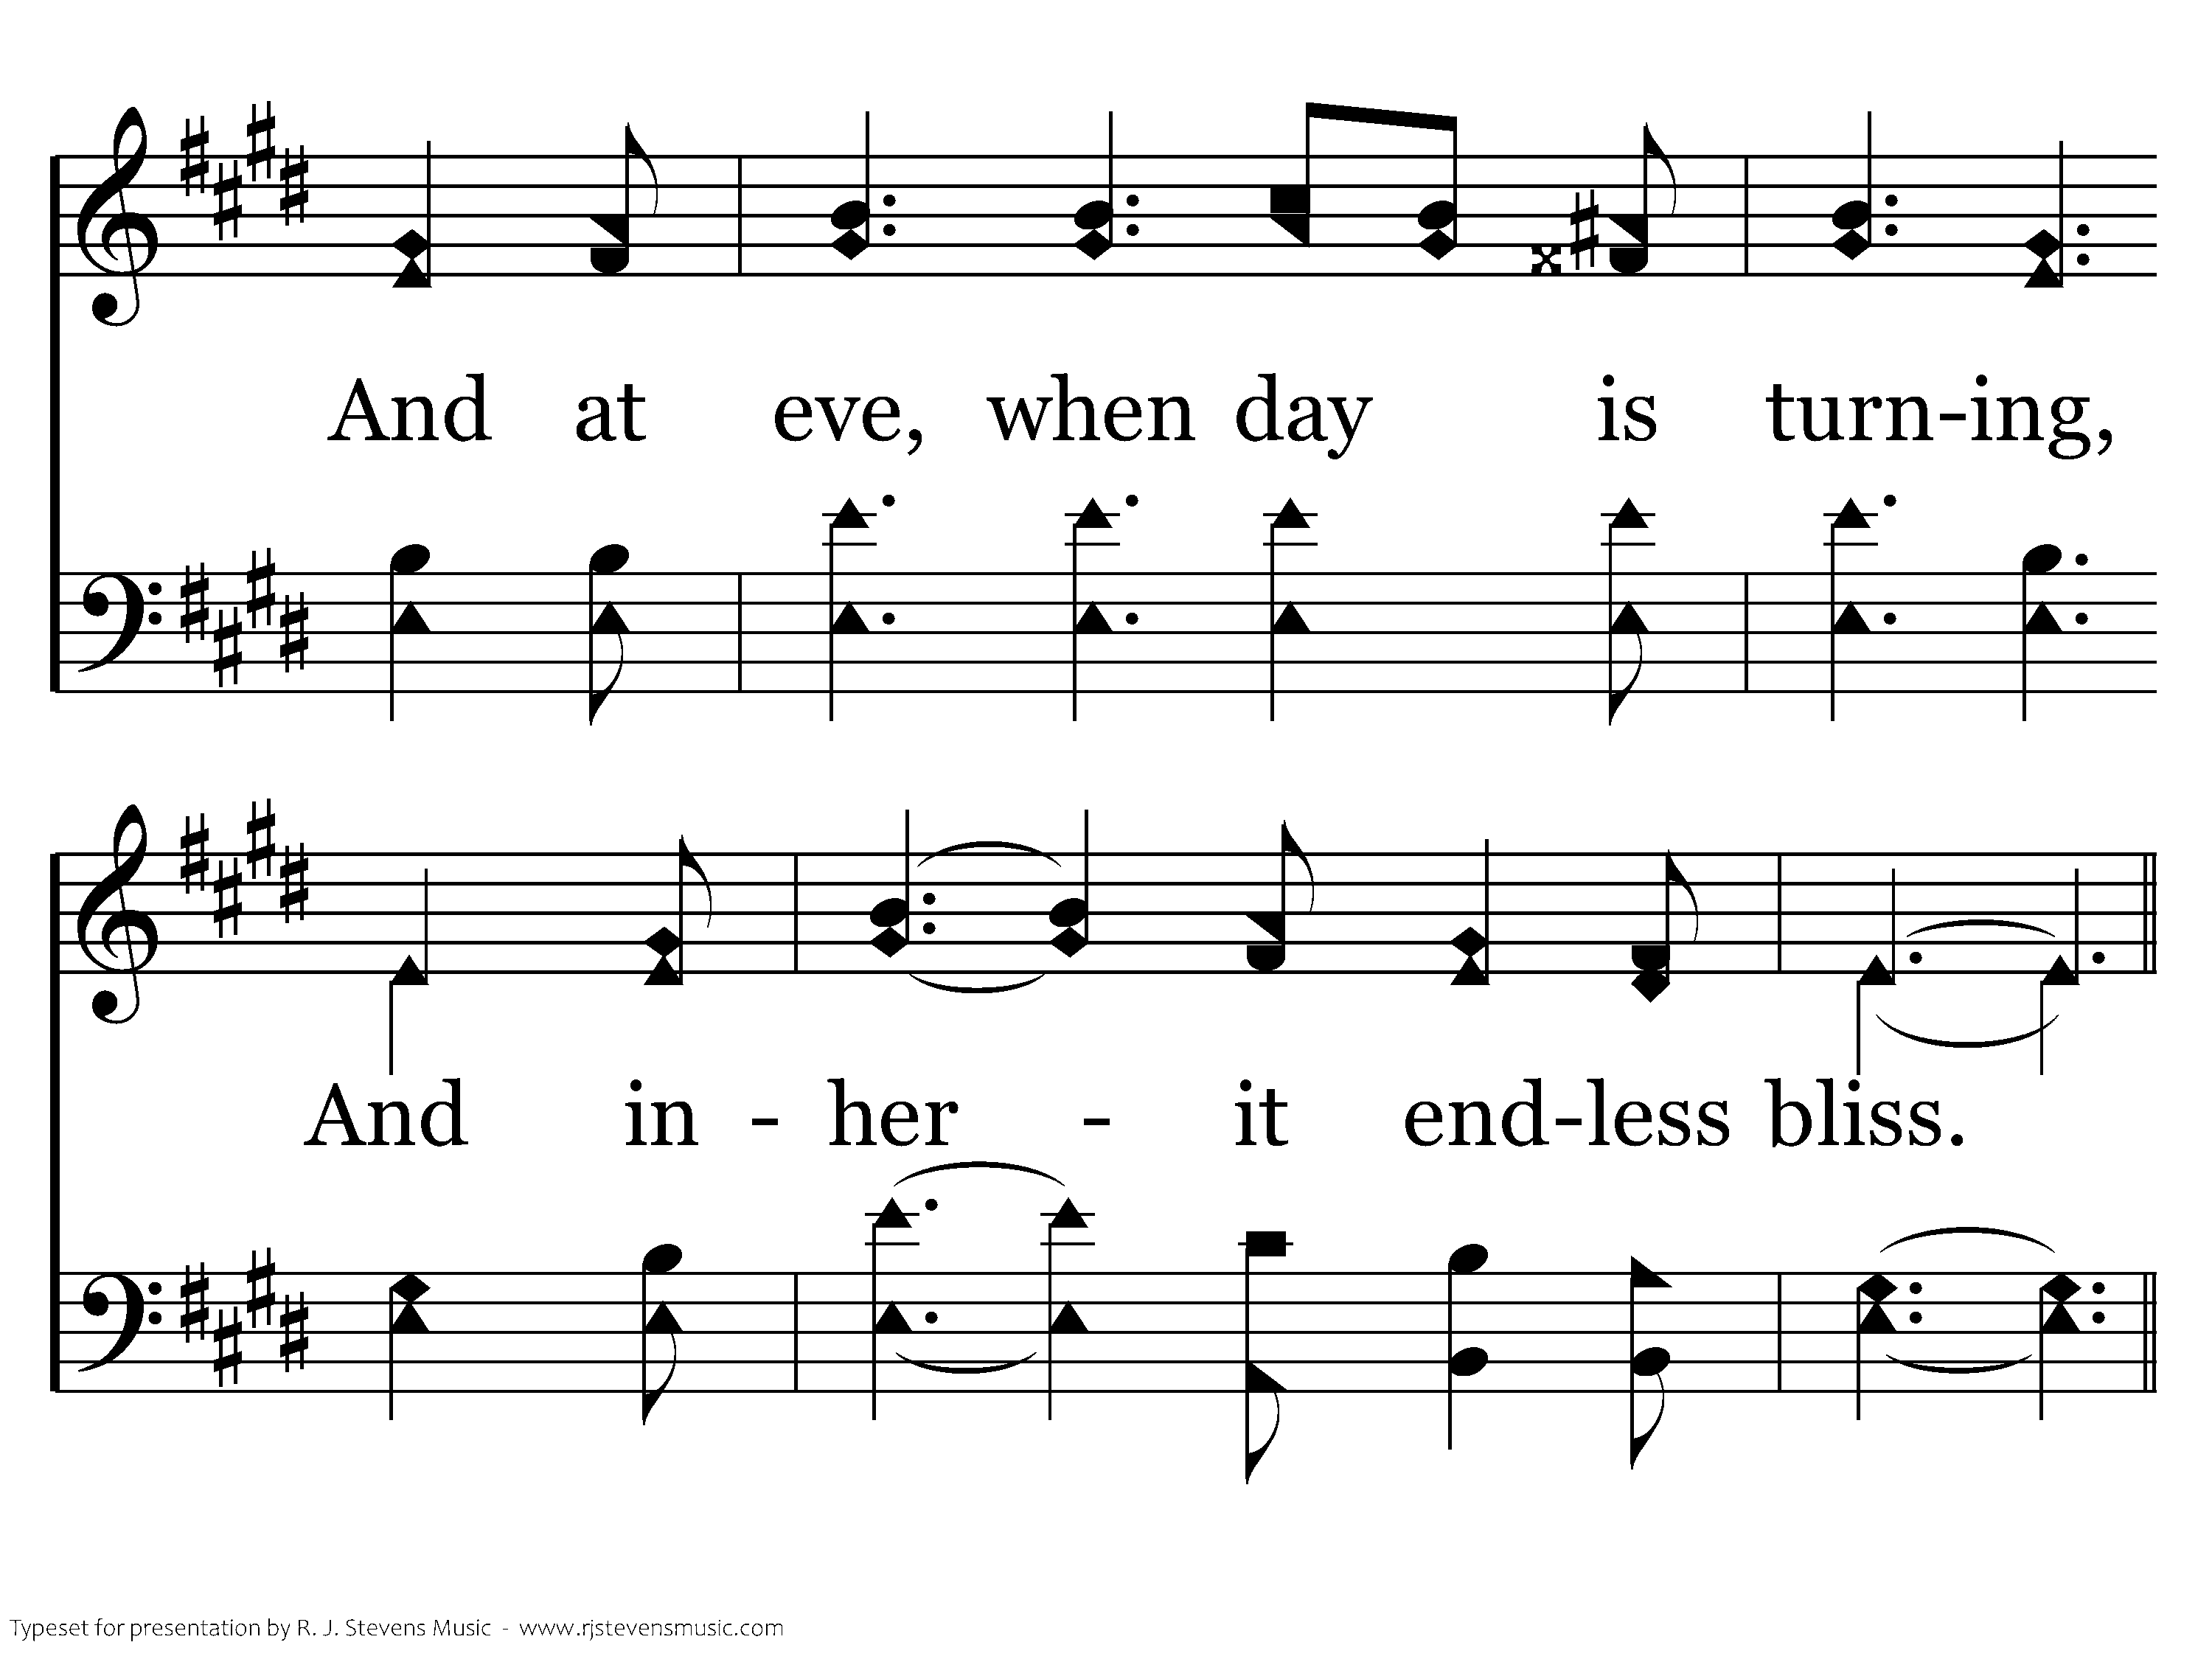 And at eve, when day is turn-ing,
And in - her - it end-less bliss.
Typeset for presentation by R. J. Stevens Music - www.rjstevensmusic.com